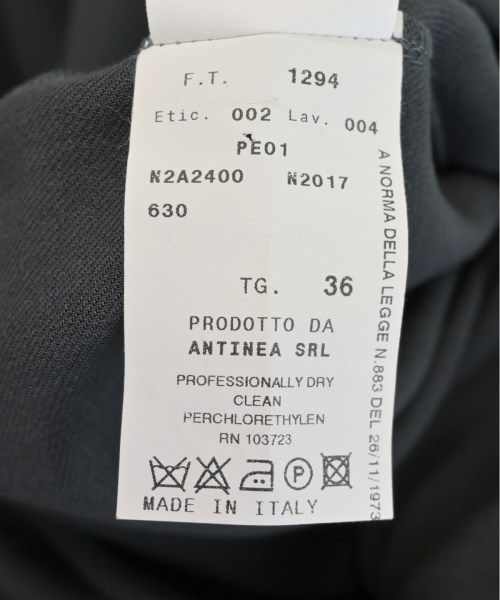 F.T. 1294
Etic. 002 Lav. 004
PE01
N2A2400 N2017
630
TG. 36
PRODOTTO DA
ANTINEA SRL
PROFESSIONALLY DRY
CLEAN
PERCHLORETHYLEN
RN 103723
P
MADE IN ITALY
A NORMA DELLA LEGGE N.883 DEL 26/11/1973